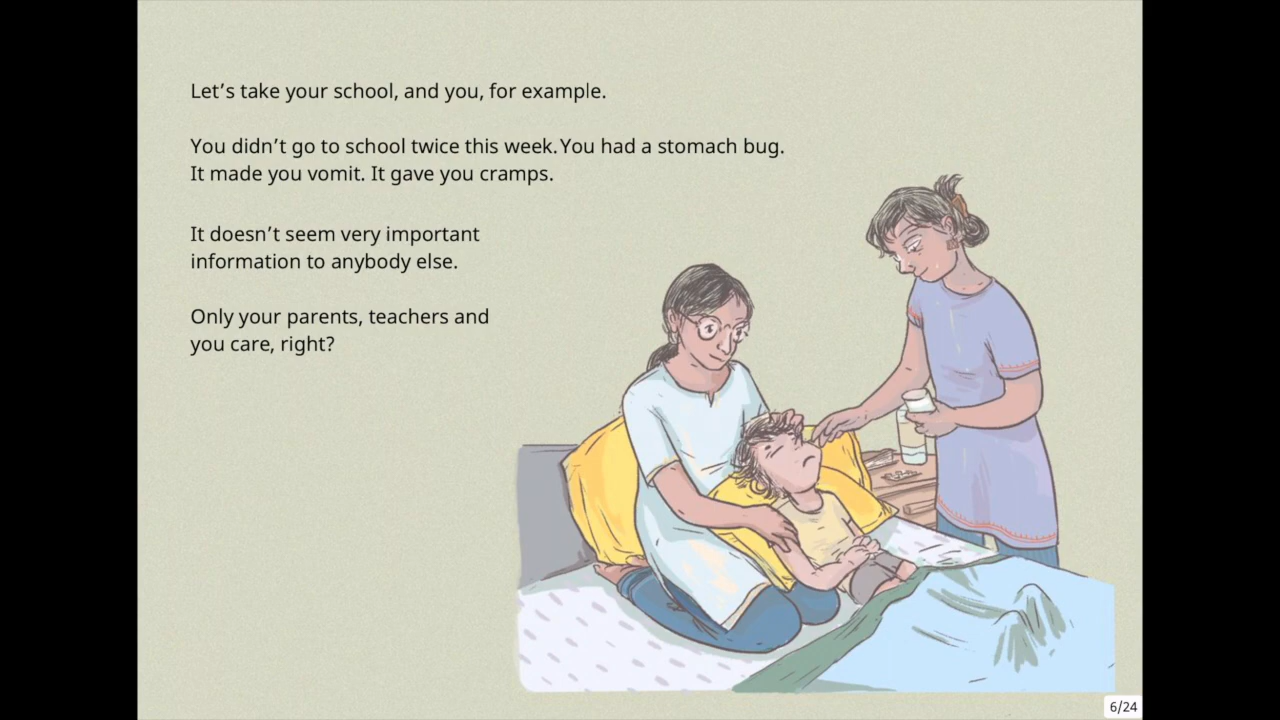 Let’s take your school, and you, for example.
You didn’t go to school twice this week. You had a stomach bug.
It made you vomit. It gave you cramps.
It doesn’t seem very important
information to anybody else.
Only your parents, teachers and
you care, right?
6/24